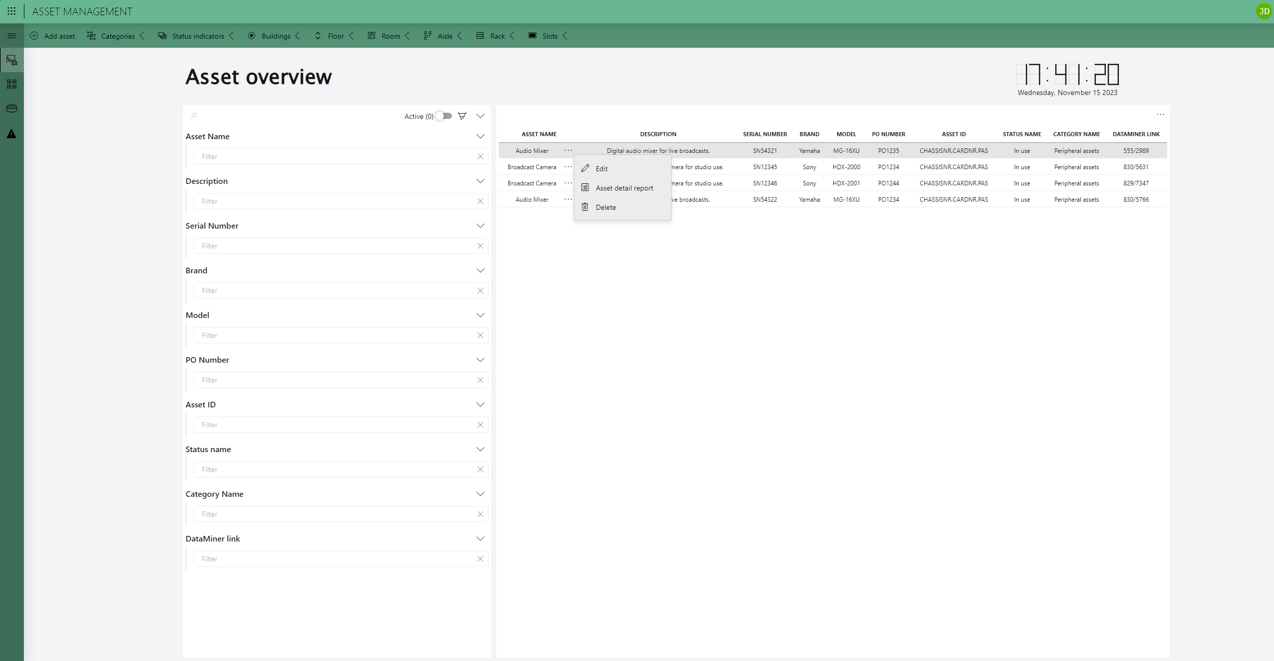 ASSET MANAGEMENT
JD
Add asset Categories Status indicators Buildings Floor Room Aisle Rack Slots
Asset overview
17:41:20
Wednesday, November 15 2023
Active (0)
Asset Name
Filter
Description
Filter
Serial Number
Filter
Brand
Filter
Model
Filter
PO Number
Filter
Asset ID
Filter
Status name
Filter
Category Name
Filter
DataMiner link
Filter
ASSET NAME DESCRIPTION SERIAL NUMBER BRAND MODEL PO NUMBER ASSET ID STATUS NAME CATEGORY NAME DATAMINER LINK
Audio Mixer ... Digital audio mixer for live broadcasts. SN54321 Yamaha MG-16XU PO1235 CHASSISNR.CARDNR.PAS In use Peripheral assets 555/2989
Broadcast Camera ... mera for studio use. SN12345 Sony HDX-2000 PO1234 CHASSISNR.CARDNR.PAS In use Peripheral assets 830/5631
Broadcast Camera ... mera for studio use. SN12346 Sony HDX-2001 PO1244 CHASSISNR.CARDNR.PAS In use Peripheral assets 829/7347
Audio Mixer ... ve broadcasts. SN54322 Yamaha MG-16XU PO1234 CHASSISNR.CARDNR.PAS In use Peripheral assets 830/5766
Edit
Asset detail report
Delete